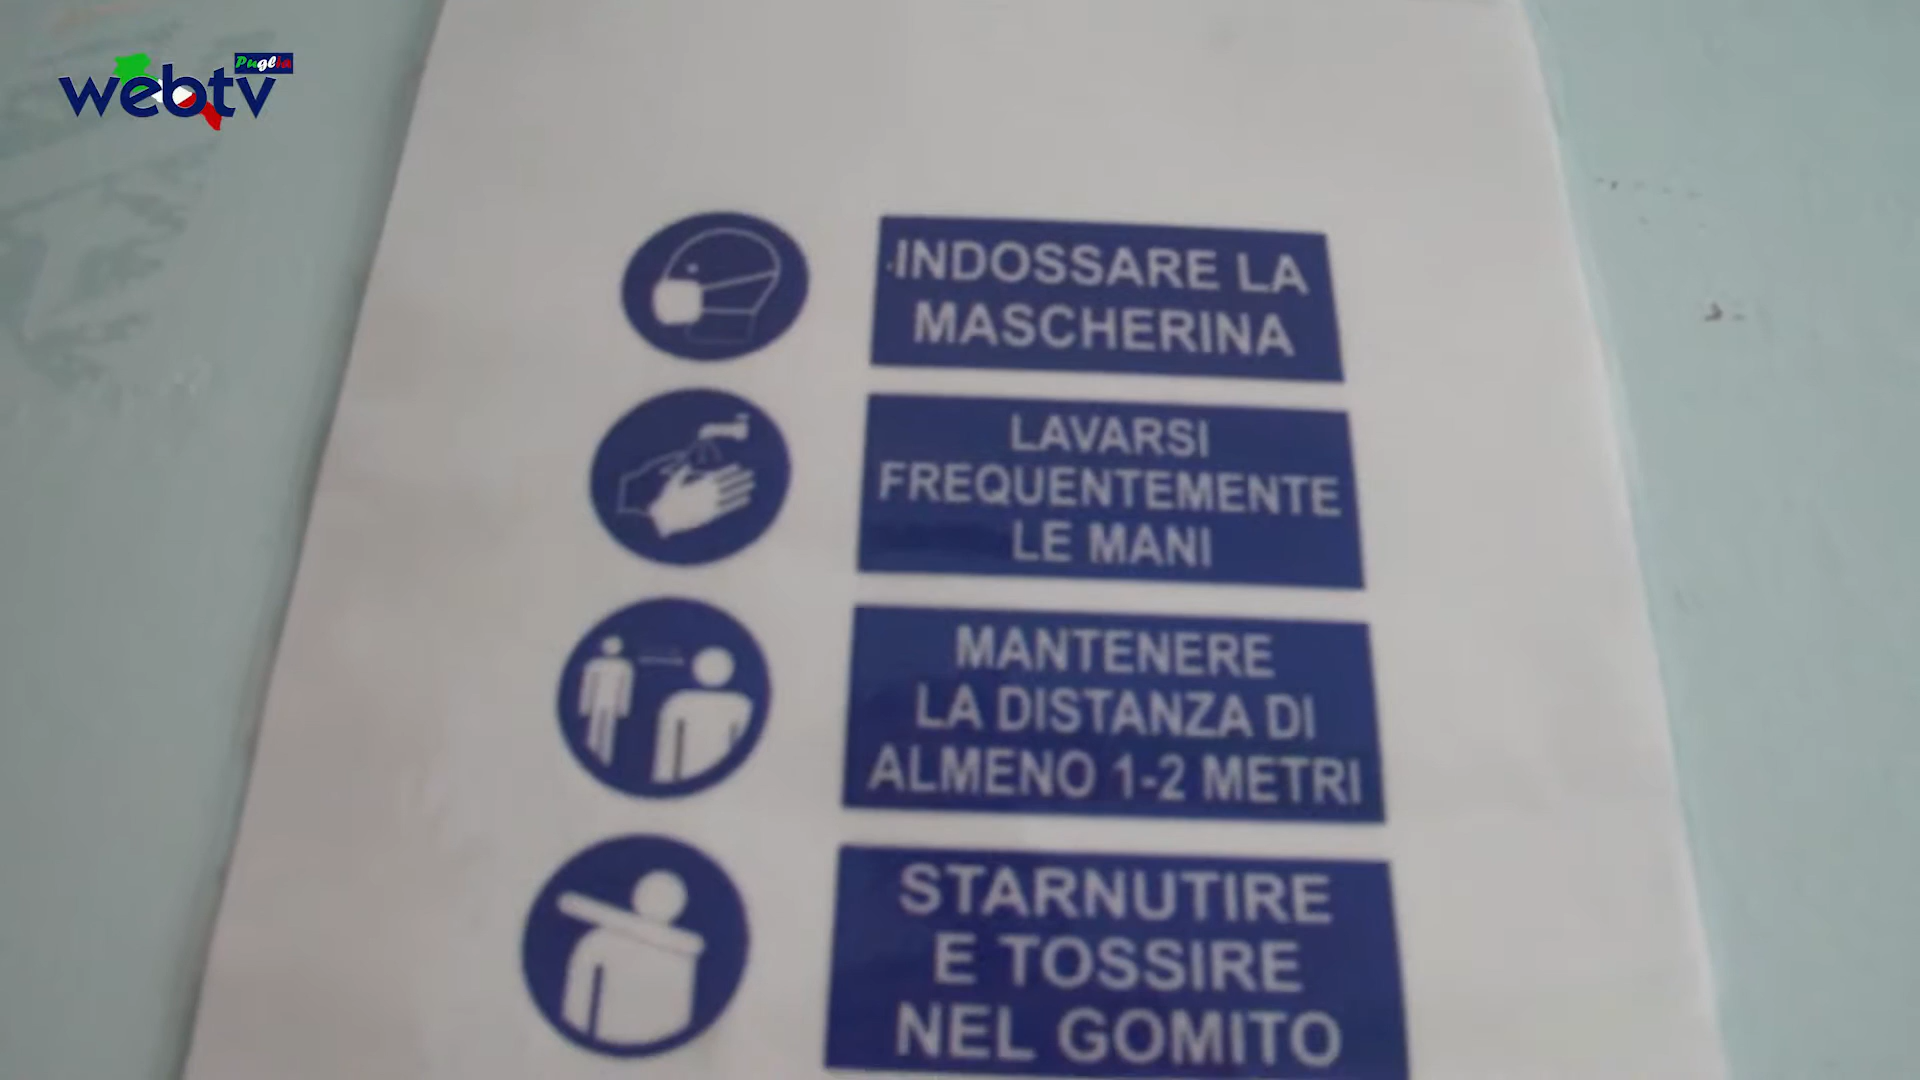 Puglia
webtv
INDOSSARE LA
MASCHERINA
LAVARSI
FREQUENTEMENTE
LE MANI
MANTENERE
LA DISTANZA DI
ALMENO 1-2 METRI
STARNUTIRE
E TOSSIRE
NEL GOMITO